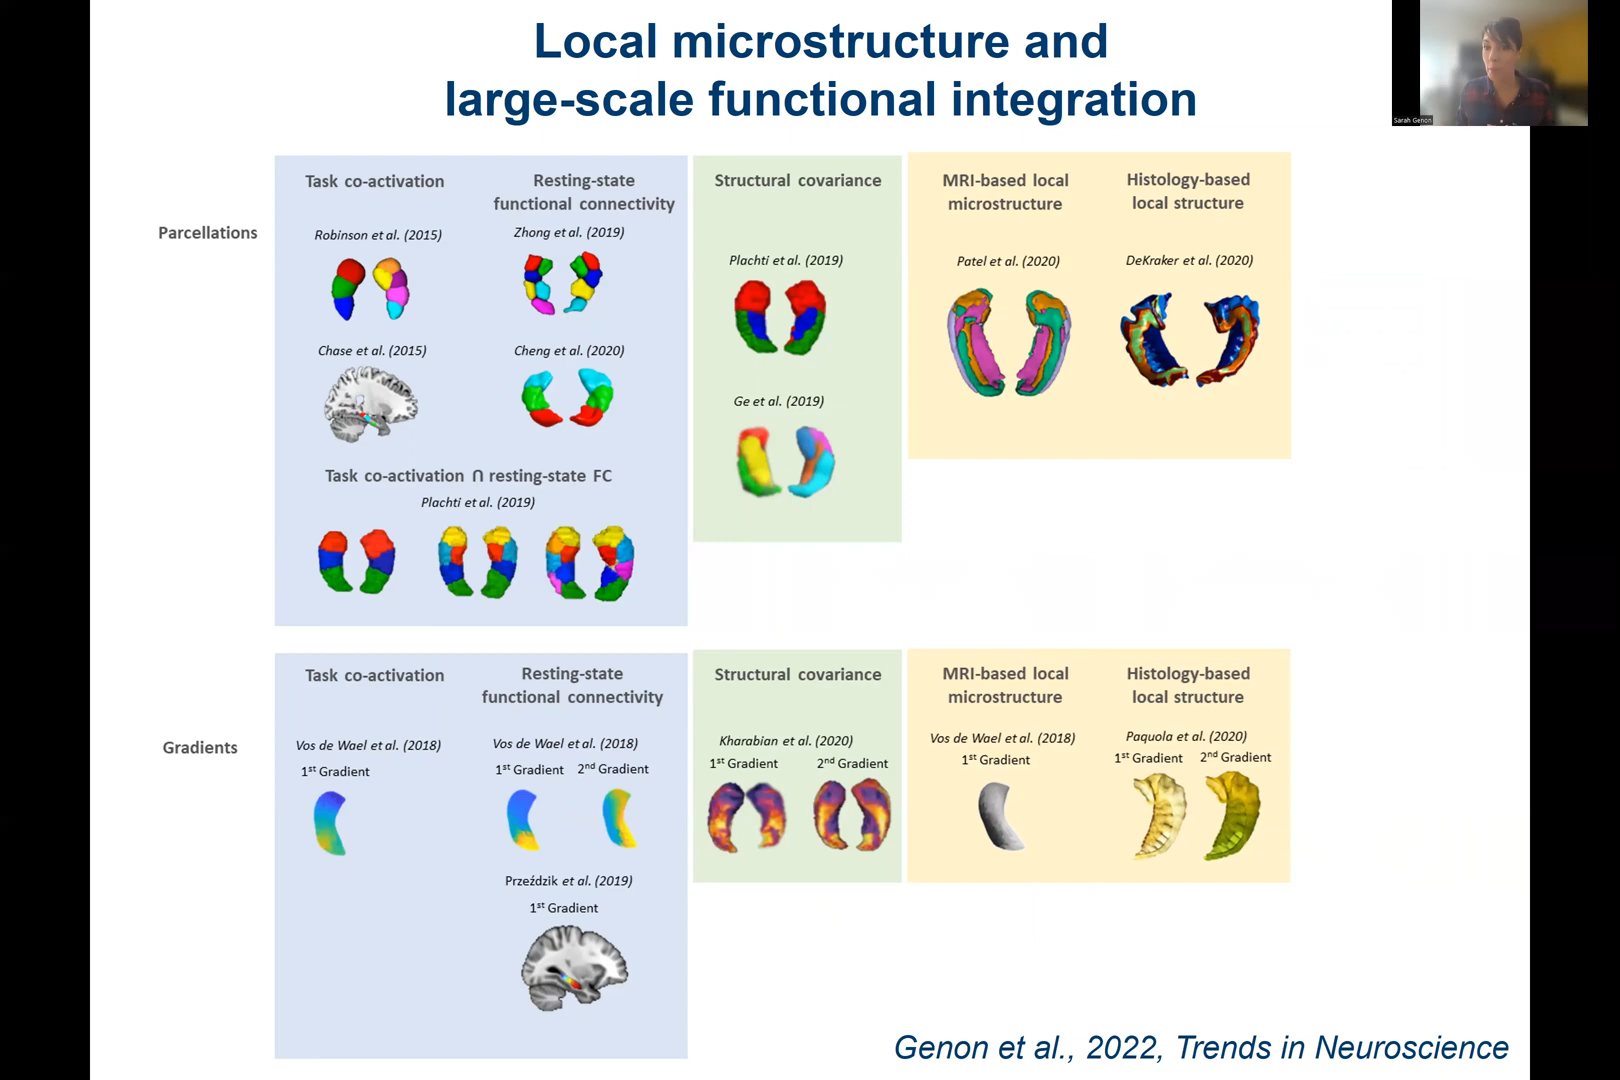 Local microstructure and
large-scale functional integration
Sarah Genon
Parcellations
Task co-activation
Resting-state
functional connectivity
Robinson et al. (2015)
Zhong et al. (2019)
Chase et al. (2015)
Cheng et al. (2020)
Task co-activation ∩ resting-state FC
Plachti et al. (2019)
Structural covariance
Plachti et al. (2019)
Ge et al. (2019)
MRI-based local
microstructure
Histology-based
local structure
Patel et al. (2020)
DeKraker et al. (2020)
Gradients
Task co-activation
Resting-state
functional connectivity
Vos de Wael et al. (2018)
1st Gradient
Vos de Wael et al. (2018)
1st Gradient 2nd Gradient
Przeździk et al. (2019)
1st Gradient
Structural covariance
Kharabian et al. (2020)
1st Gradient 2nd Gradient
MRI-based local
microstructure
Histology-based
local structure
Vos de Wael et al. (2018)
1st Gradient
Paquola et al. (2020)
1st Gradient 2nd Gradient
Genon et al., 2022, Trends in Neuroscience